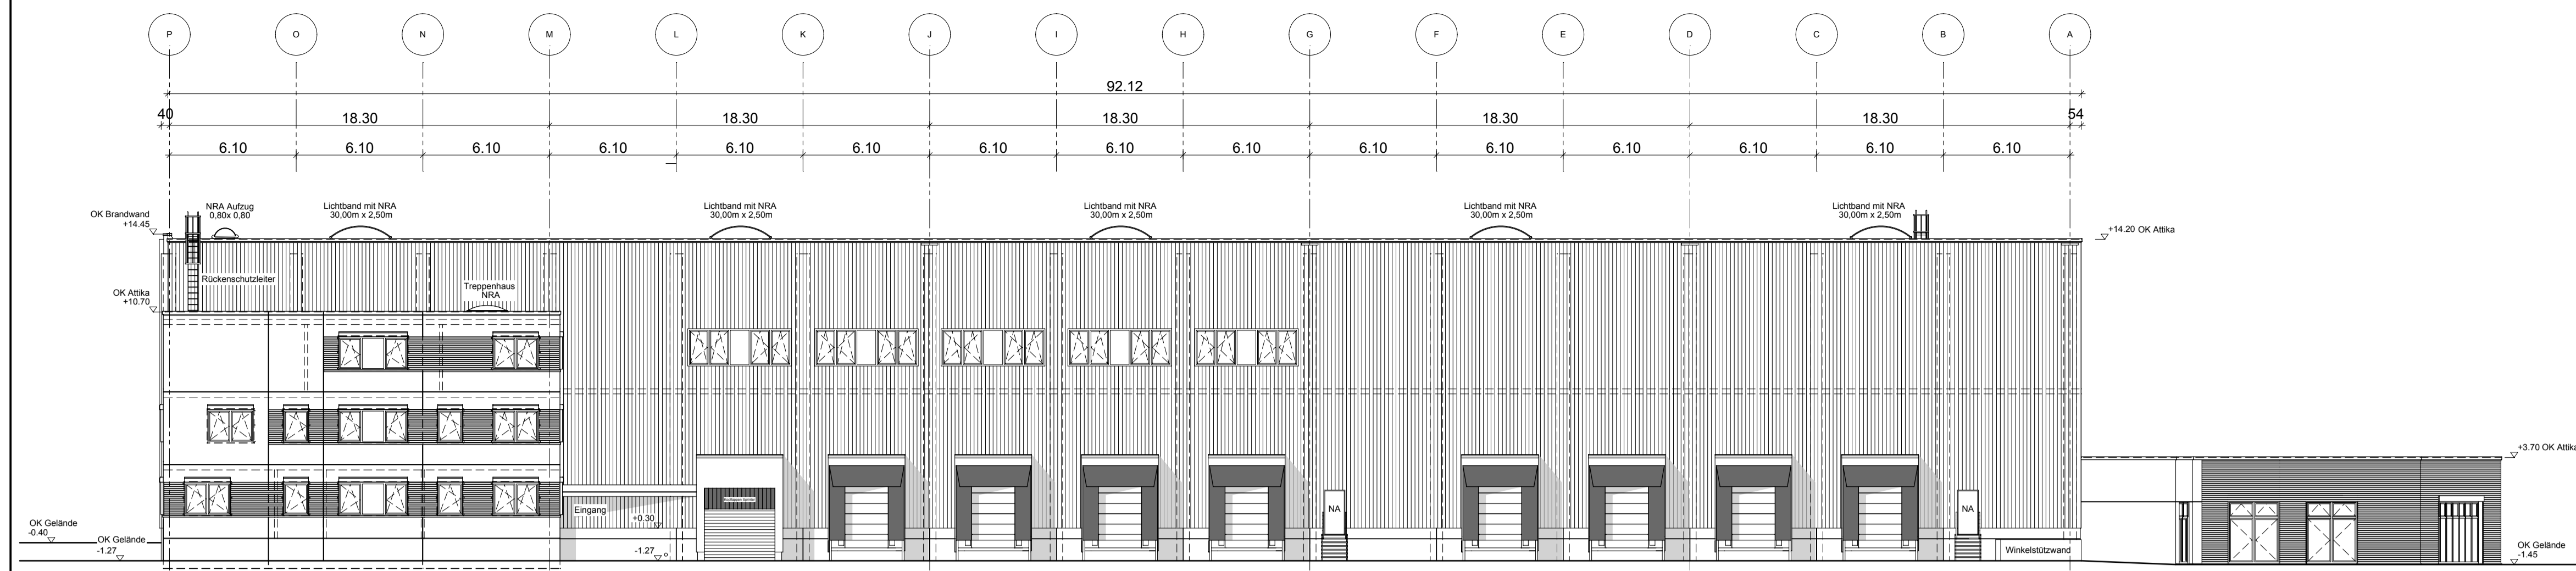 P O N M L K J I H G F E D C B A
92.12
40 18.30 18.30 18.30 18.30 18.30 54
6.10 6.10 6.10 6.10 6.10 6.10 6.10 6.10 6.10 6.10 6.10 6.10 6.10 6.10 6.10
OK Brandwand
+14.45
NRA Aufzug
0,80x 0,80
Lichtband mit NRA
30,00m x 2,50m
Lichtband mit NRA
30,00m x 2,50m
Lichtband mit NRA
30,00m x 2,50m
Lichtband mit NRA
30,00m x 2,50m
Lichtband mit NRA
30,00m x 2,50m
+14.20 OK Attika
Rückenschutzleiter
OK Attika
+10.70
Treppenhaus
NRA
+3.70 OK Attika
Eingang
+0.30
NA
NA
OK Gelände
-0.40
OK Gelände
-1.27
-1.27
Winkelstützwand
OK Gelände
-1.45